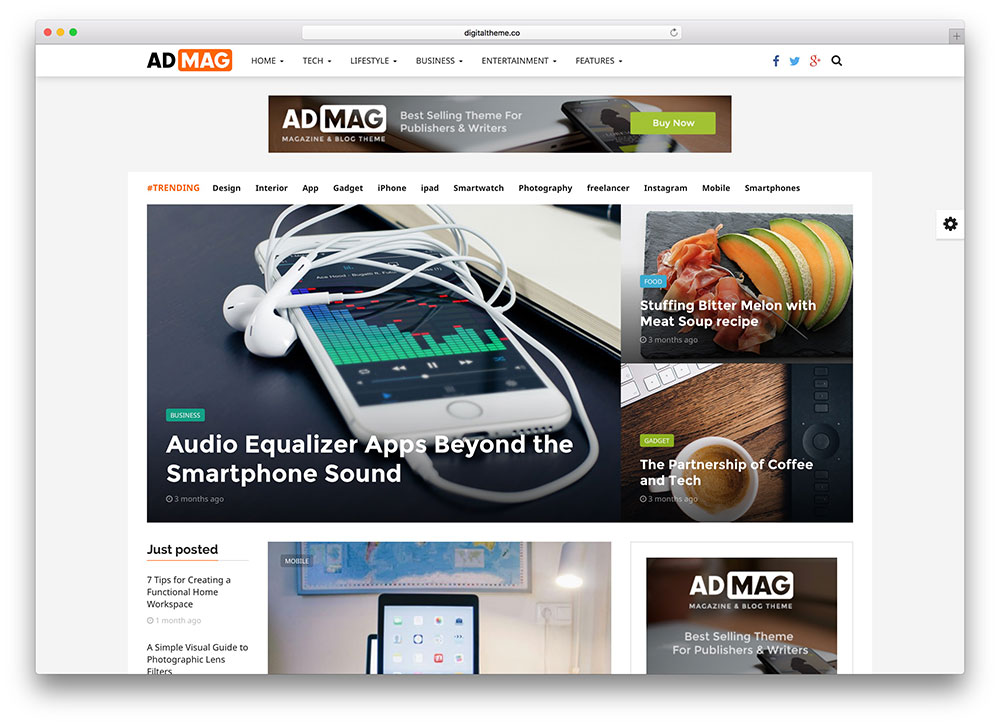 digitaltheme.co
AD MAG
HOME TECH LIFESTYLE BUSINESS ENTERTAINMENT FEATURES
AD MAG
MAGAZINE & BLOG THEME
Best Selling Theme For
Publishers & Writers
Buy Now
#TRENDING Design Interior App Gadget iPhone ipad Smartwatch Photography freelancer Instagram Mobile Smartphones
BUSINESS
Audio Equalizer Apps Beyond the
Smartphone Sound
3 months ago
FOOD
Stuffing Bitter Melon with
Meat Soup recipe
3 months ago
GADGET
The Partnership of Coffee
and Tech
3 months ago
Just posted
7 Tips for Creating a
Functional Home
Workspace
1 month ago
A Simple Visual Guide to
Photographic Lens
Filters
MOBILE
AD MAG
MAGAZINE & BLOG THEME
Best Selling Theme
For Publishers & Writers